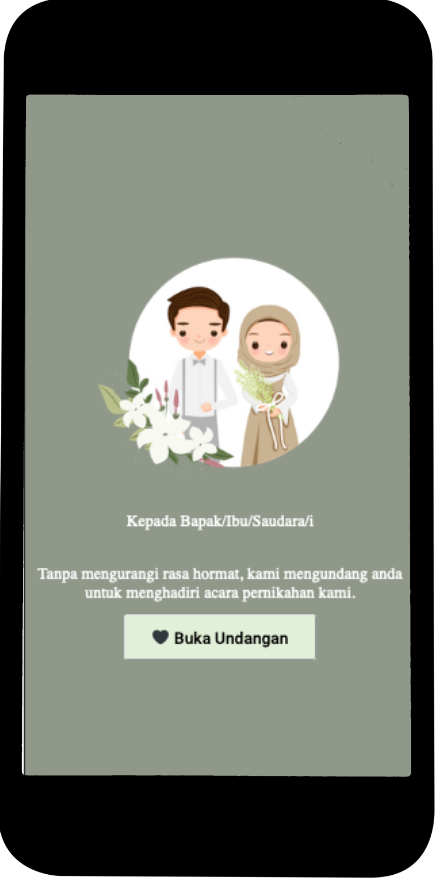 Kepada Bapak/Ibu/Saudara/i
Tanpa mengurangi rasa hormat, kami mengundang anda
untuk menghadiri acara pernikahan kami.
🖤 Buka Undangan